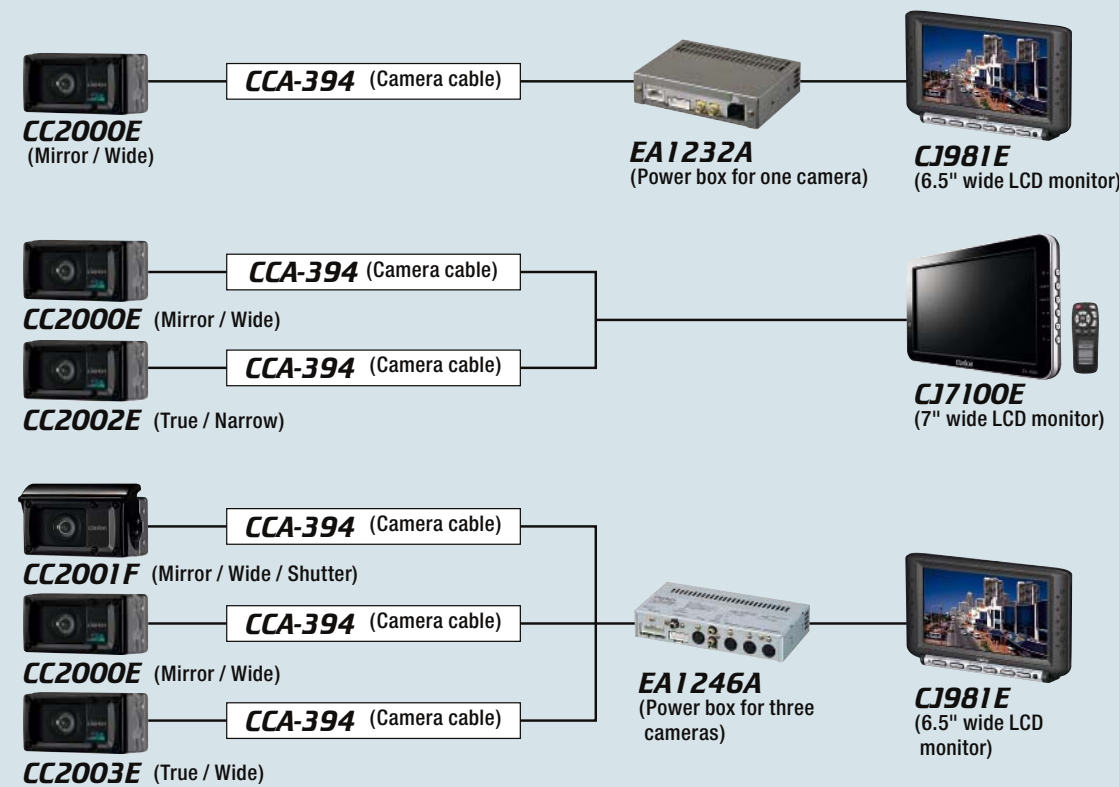 CCA-394 (Camera cable)
CC2000E
(Mirror / Wide)
EA1232A
(Power box for one camera)
CJ981E
(6.5" wide LCD monitor)
CCA-394 (Camera cable)
CC2000E (Mirror / Wide)
CCA-394 (Camera cable)
CC2002E (True / Narrow)
Clarion
CJ7100E
(7" wide LCD monitor)
CCA-394 (Camera cable)
CC2001F (Mirror / Wide / Shutter)
CCA-394 (Camera cable)
CC2000E (Mirror / Wide)
CCA-394 (Camera cable)
CC2003E (True / Wide)
EA1246A
(Power box for three
cameras)
CJ981E
(6.5" wide LCD
monitor)